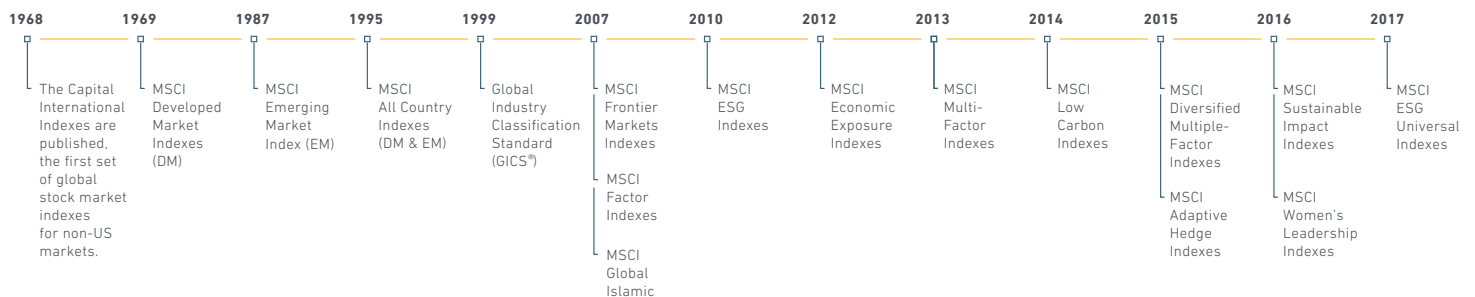 1968
1969
1987
1995
1999
2007
2010
2012
2013
2014
2015
2016
2017
The Capital
International
Indexes are
published,
the first set
of global
stock market
indexes
for non-US
markets.
MSCI
Developed
Market
Indexes
(DM)
MSCI
Emerging
Market
Index (EM)
MSCI
All Country
Indexes
(DM & EM)
Global
Industry
Classification
Standard
(GICS®)
MSCI
Frontier
Markets
Indexes
MSCI
Factor
Indexes
MSCI
Global
Islamic
MSCI
ESG
Indexes
MSCI
Economic
Exposure
Indexes
MSCI
Multi-
Factor
Indexes
MSCI
Low
Carbon
Indexes
MSCI
Diversified
Multiple-
Factor
Indexes
MSCI
Adaptive
Hedge
Indexes
MSCI
Sustainable
Impact
Indexes
MSCI
Women's
Leadership
Indexes
MSCI
ESG
Universal
Indexes